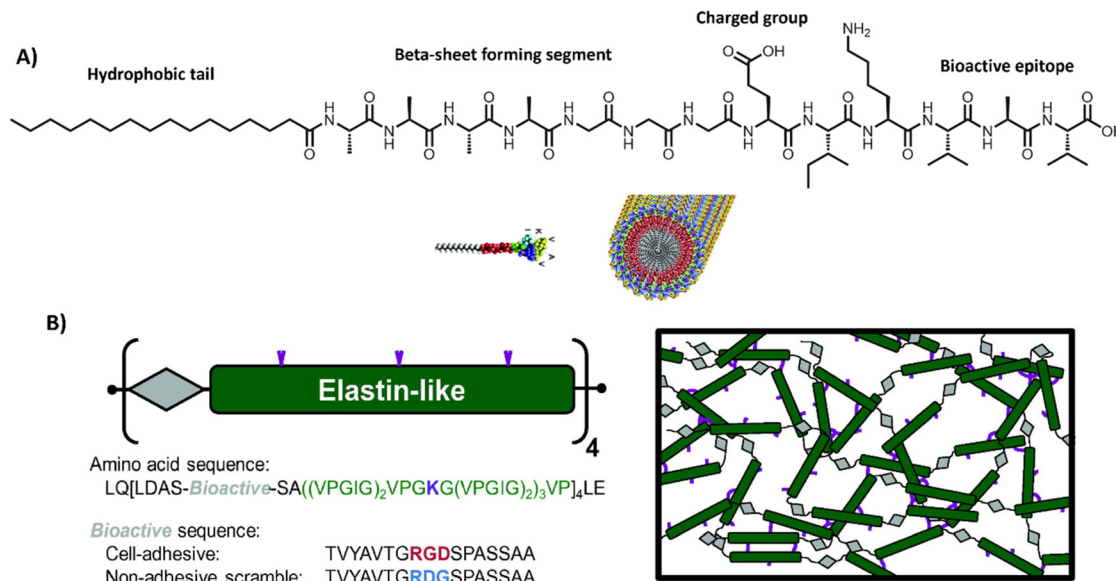 A)
Hydrophobic tail
Beta-sheet forming segment
Charged group
Bioactive epitope
O
OH
NH₂
O H N O H N O H N O H N O H N O H N O
O N H O N H O N H O N H O N H O N H O N H
I K V A V
B)
Elastin-like
4
Amino acid sequence:
LQ[LDAS-Bioactive-SA((VPGIG)₂VPGKG(VPGIG)₂)₃VP]₄LE
Bioactive sequence:
Cell-adhesive: TVYAVTGRGDSPASSAA
Non-adhesive scramble: TVYAVTGRDGSPASSAA